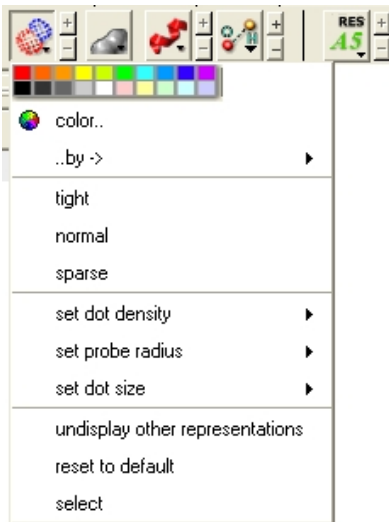 + + + RES +
- - H - A5 -
color..
..by ->
tight
normal
sparse
set dot density
set probe radius
set dot size
undisplay other representations
reset to default
select